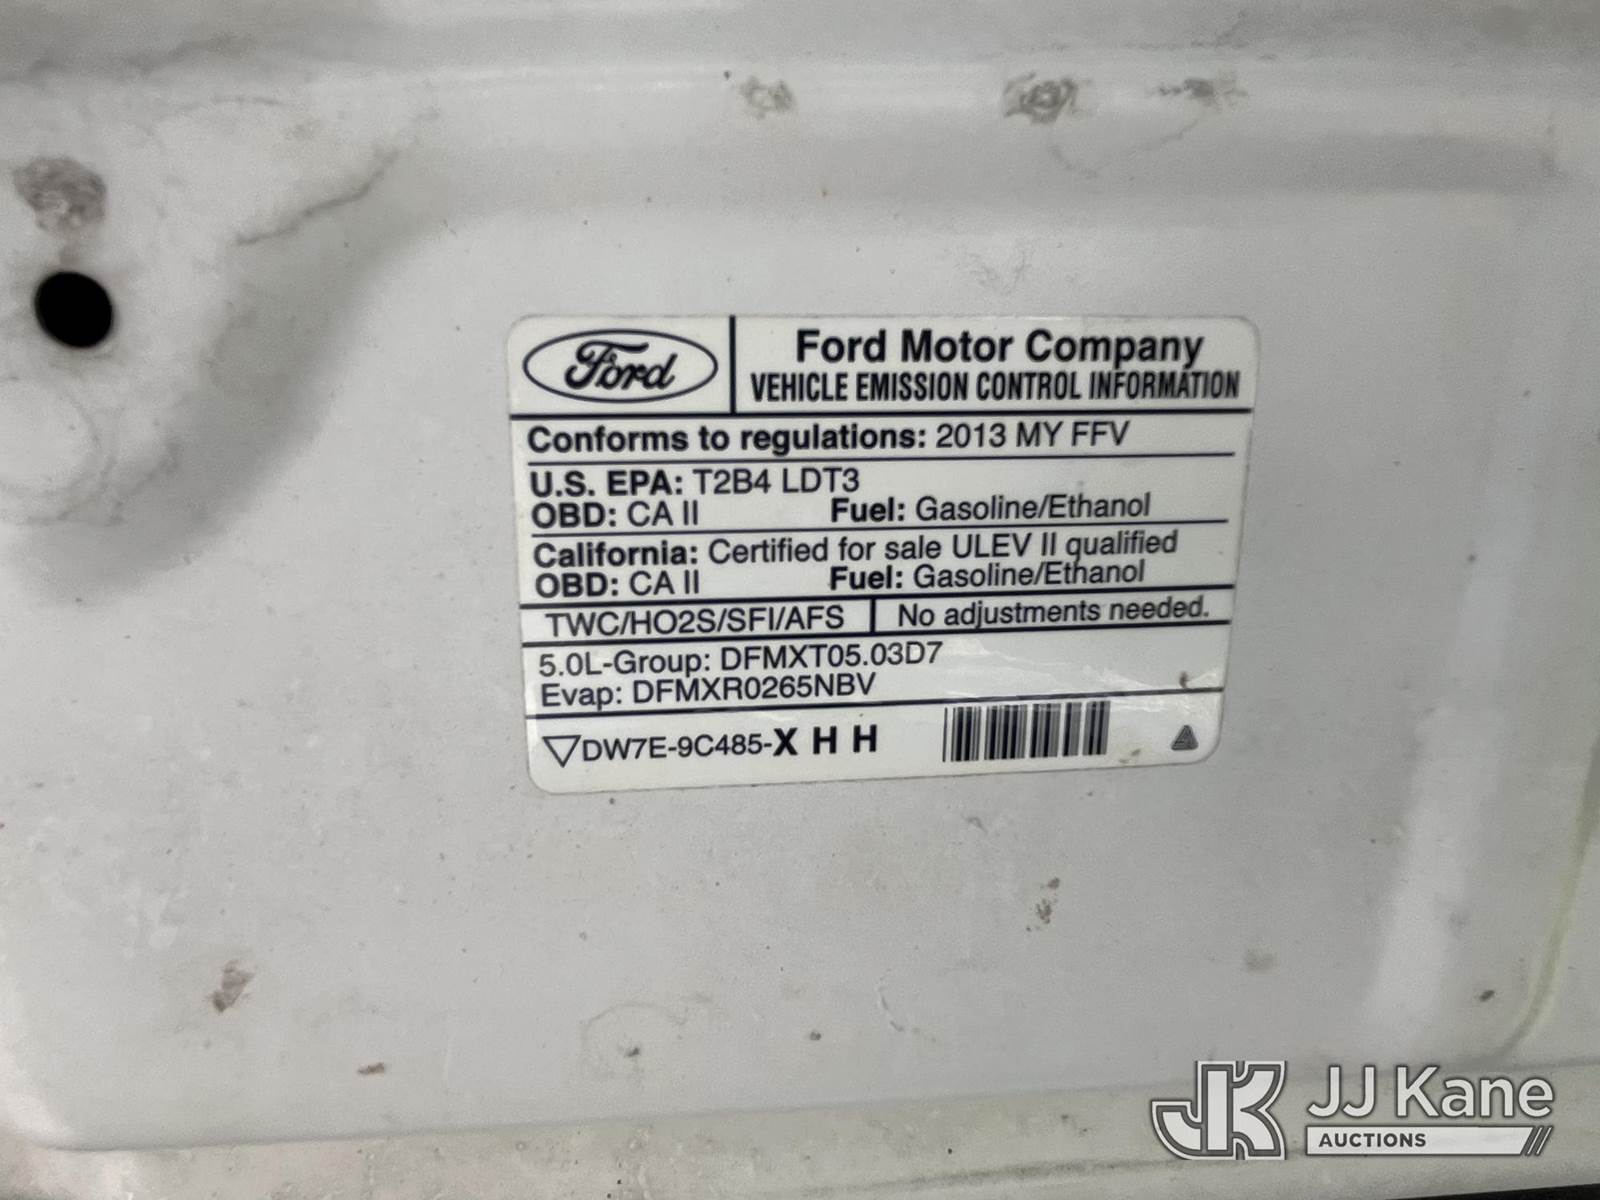 Ford
Ford Motor Company
VEHICLE EMISSION CONTROL INFORMATION
Conforms to regulations: 2013 MY FFV
U.S. EPA: T2B4 LDT3
OBD: CA II Fuel: Gasoline/Ethanol
California: Certified for sale ULEV II qualified
OBD: CA II Fuel: Gasoline/Ethanol
TWC/HO2S/SFI/AFS No adjustments needed.
5.0L-Group: DFMXT05.03D7
Evap: DFMXR0265NBV
DW7E-9C485-X H H
JK JJ Kane
AUCTIONS